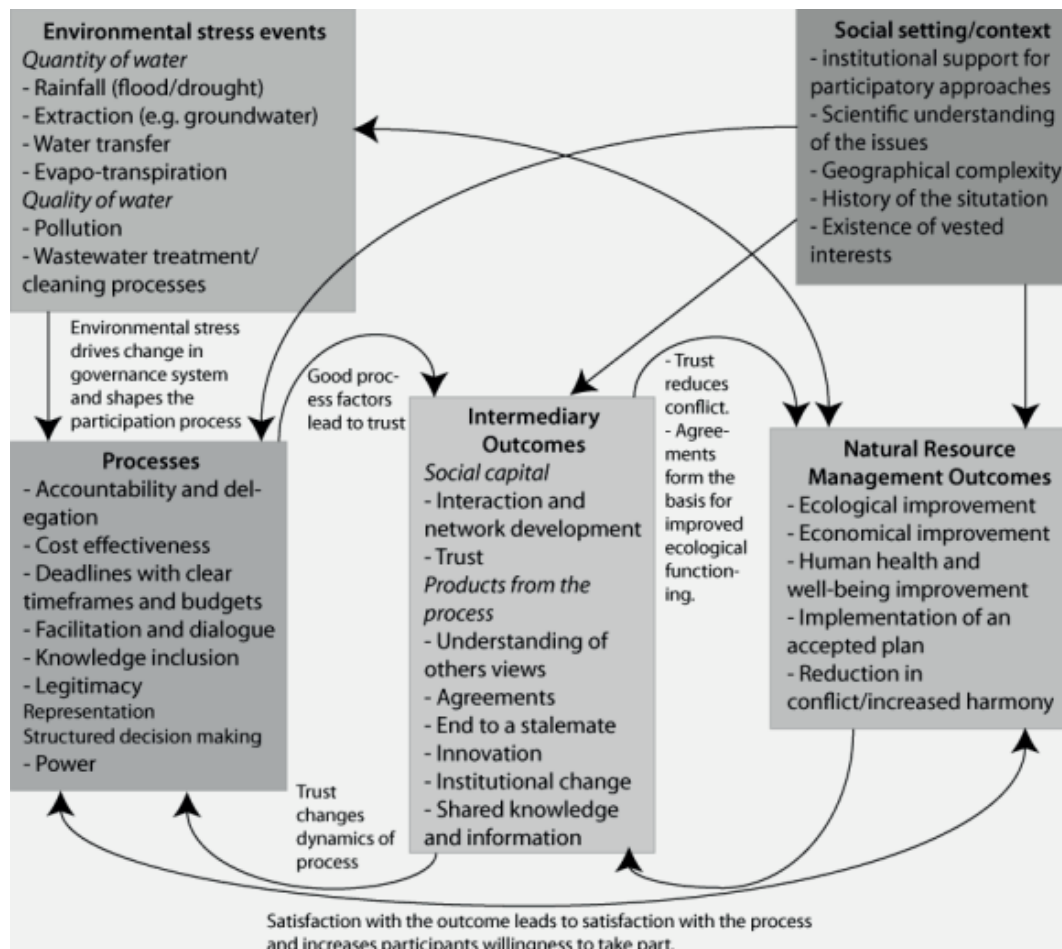 Environmental stress events
Quantity of water
- Rainfall (flood/drought)
- Extraction (e.g. groundwater)
- Water transfer
- Evapo-transpiration
Quality of water
- Pollution
- Wastewater treatment/
cleaning processes
Social setting/context
- institutional support for
participatory approaches
- Scientific understanding
of the issues
- Geographical complexity
- History of the situtation
- Existence of vested
interests
Environmental stress
drives change in
governance system
and shapes the
participation process
Good proc-
ess factors
lead to trust
- Trust
reduces
conflict.
- Agree-
ments
form the
basis for
improved
ecological
function-
ing.
Processes
- Accountability and del-
egation
- Cost effectiveness
- Deadlines with clear
timeframes and budgets
- Facilitation and dialogue
- Knowledge inclusion
- Legitimacy
Representation
Structured decision making
- Power
Intermediary
Outcomes
Social capital
- Interaction and
network development
- Trust
Products from the
process
- Understanding of
others views
- Agreements
- End to a stalemate
- Innovation
- Institutional change
- Shared knowledge
and information
Natural Resource
Management Outcomes
- Ecological improvement
- Economical improvement
- Human health and
well-being improvement
- Implementation of an
accepted plan
- Reduction in
conflict/increased harmony
Trust
changes
dynamics of
process
Satisfaction with the outcome leads to satisfaction with the process
and increases participants willingness to take part.